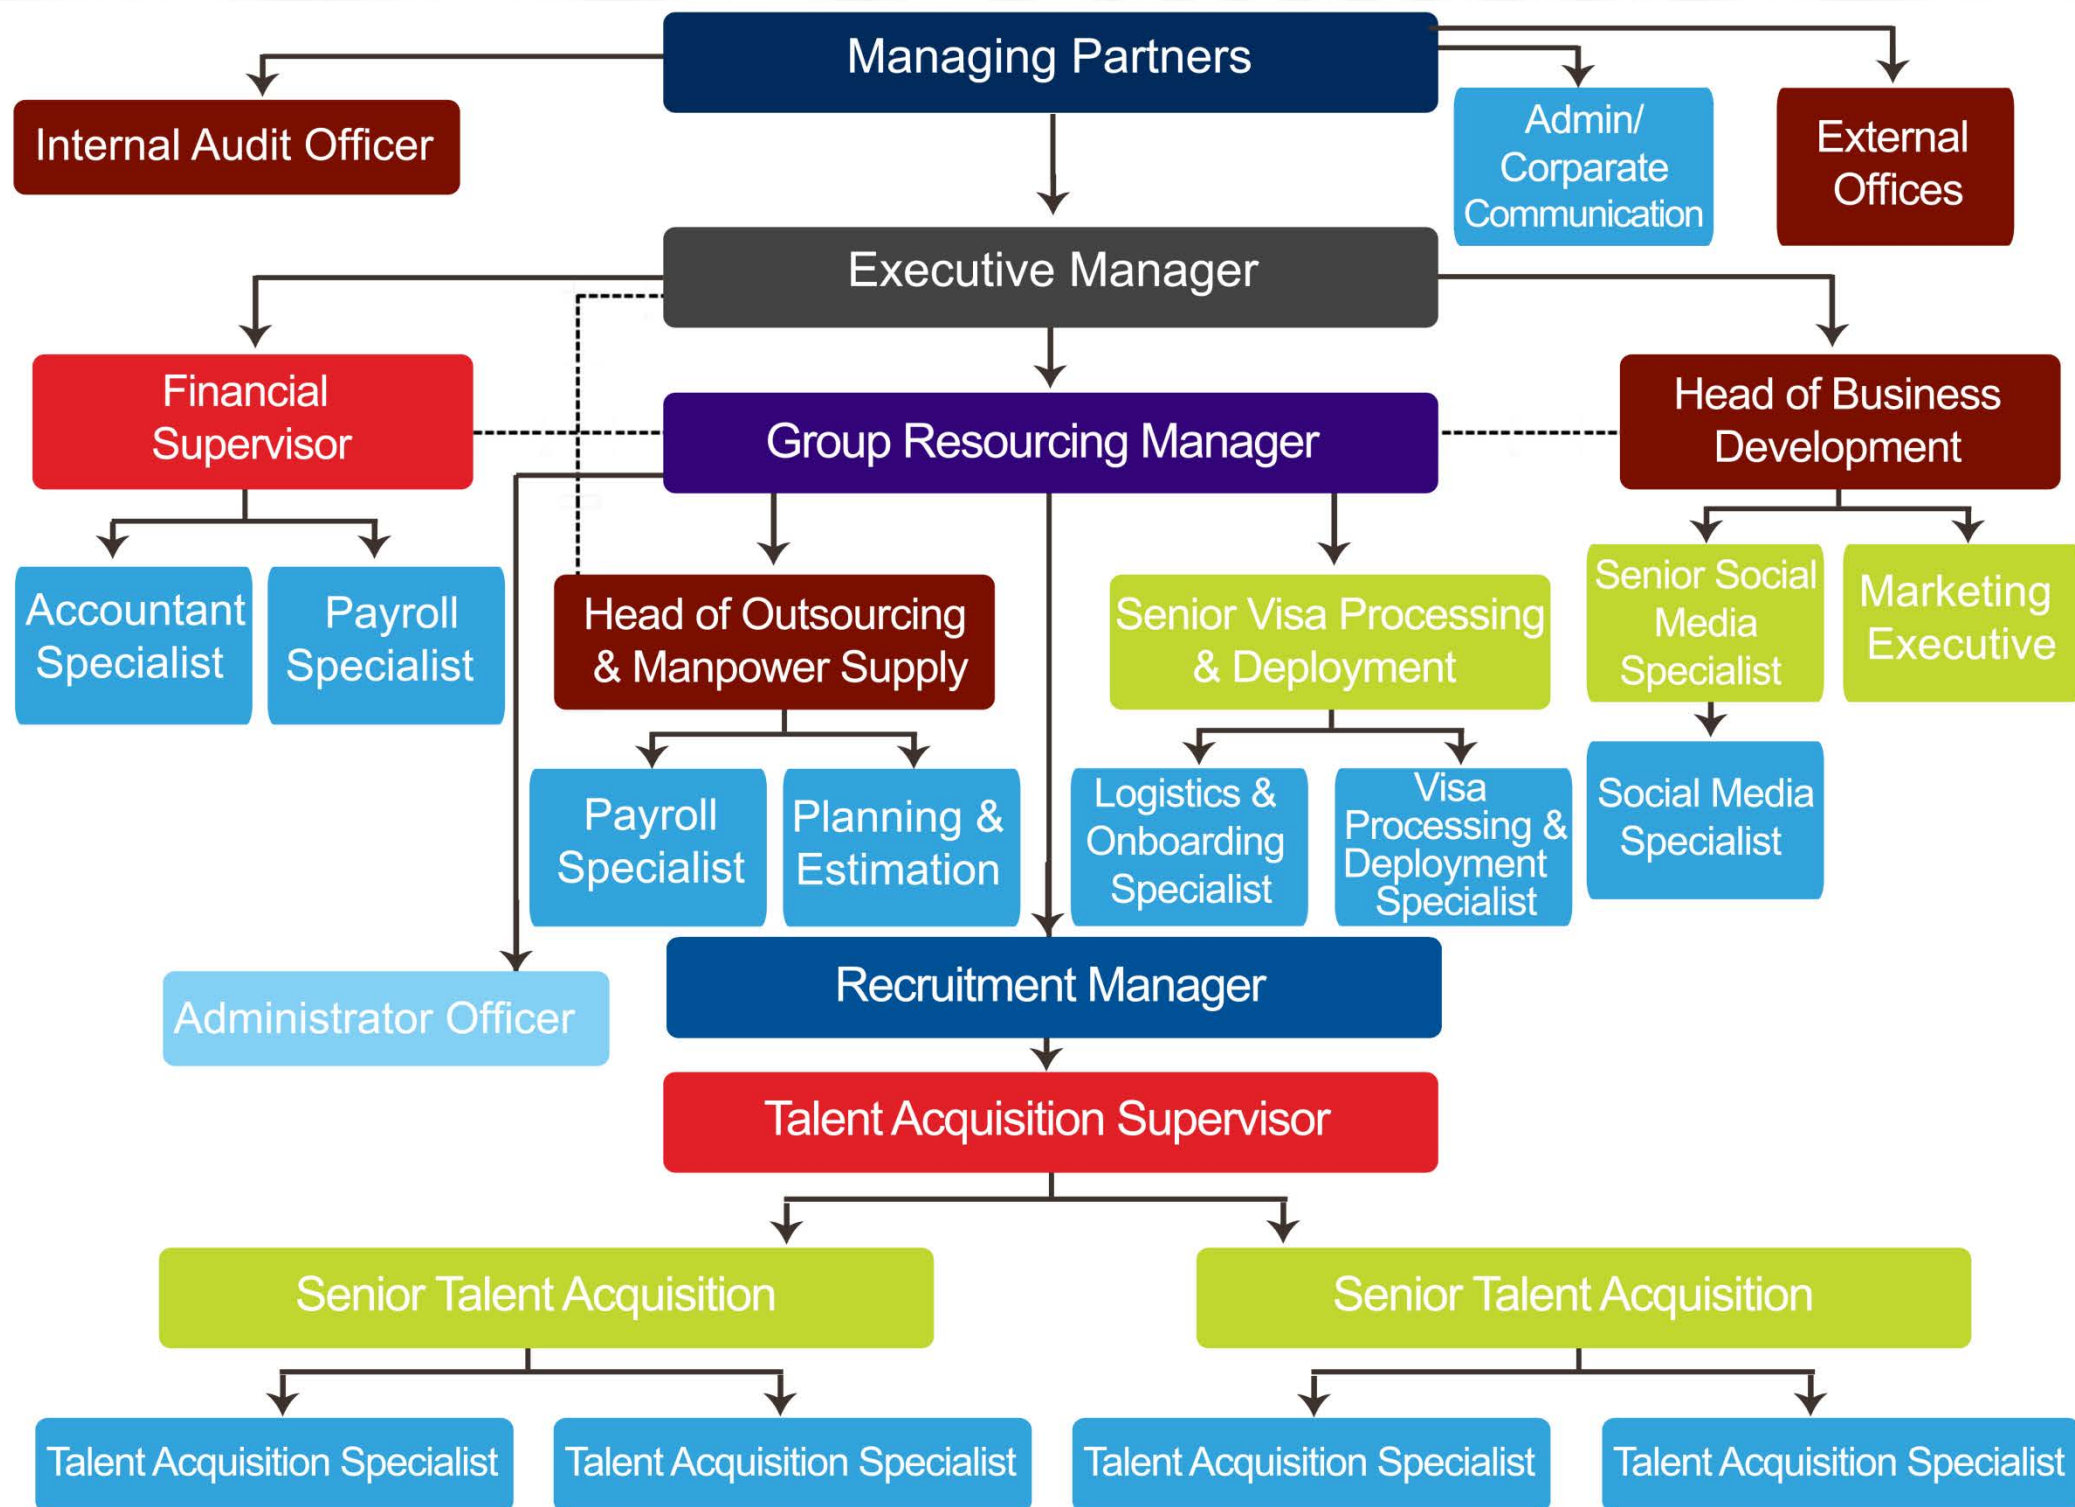 Managing Partners
Internal Audit Officer
Admin/
Corparate
Communication
External
Offices
Executive Manager
Financial
Supervisor
Group Resourcing Manager
Head of Business
Development
Accountant
Specialist
Payroll
Specialist
Head of Outsourcing
& Manpower Supply
Senior Visa Processing
& Deployment
Senior Social
Media
Specialist
Marketing
Executive
Payroll
Specialist
Planning &
Estimation
Logistics &
Onboarding
Specialist
Visa
Processing &
Deployment
Specialist
Social Media
Specialist
Administrator Officer
Recruitment Manager
Talent Acquisition Supervisor
Senior Talent Acquisition
Senior Talent Acquisition
Talent Acquisition Specialist
Talent Acquisition Specialist
Talent Acquisition Specialist
Talent Acquisition Specialist